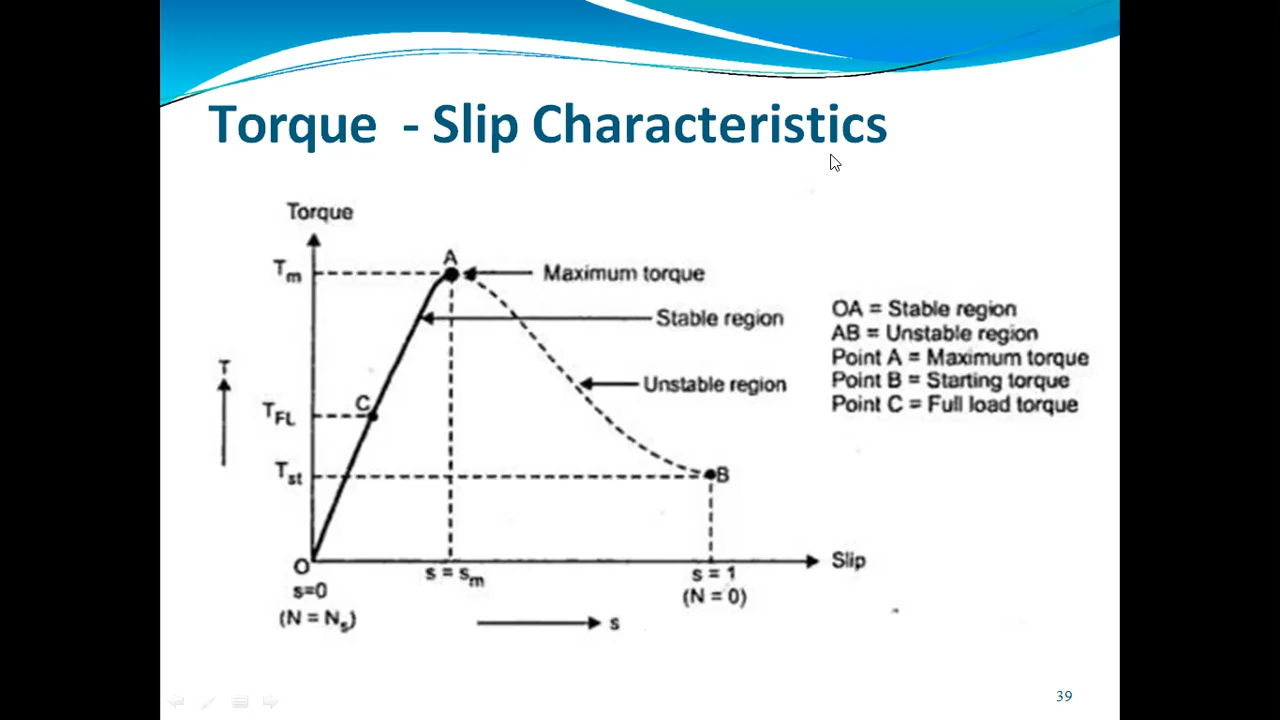 Torque - Slip Characteristics
Torque
A
Tm
Maximum torque
Stable region
OA = Stable region
AB = Unstable region
Point A = Maximum torque
Point B = Starting torque
Point C = Full load torque
T
Unstable region
C
TFL
Tst
B
O
Slip
s=0
s = sm
s = 1
(N = Ns)
(N = 0)
s
39